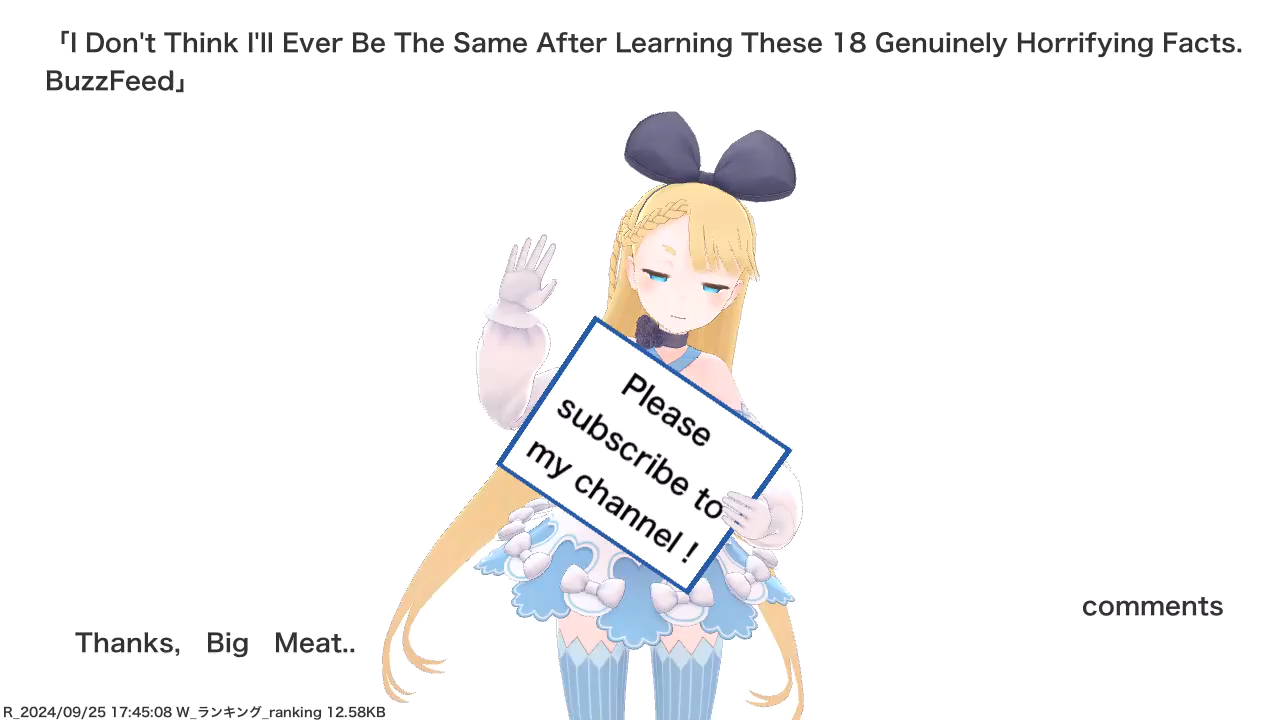 「I Don't Think I'll Ever Be The Same After Learning These 18 Genuinely Horrifying Facts.
BuzzFeed」
Please
subscribe to
my channel !
comments
Thanks,　Big　Meat..
R_2024/09/25 17:45:08 W_ランキング_ranking 12.58KB